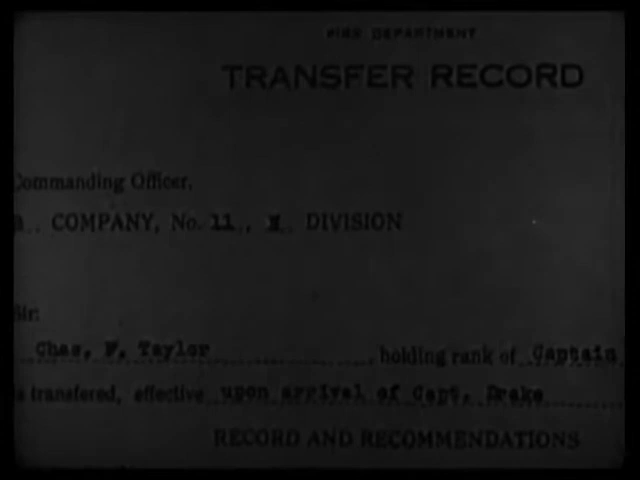 FIRE DEPARTMENT
TRANSFER RECORD
Commanding Officer,
COMPANY, No. 11, DIVISION
Sir:
Chas. W. Taylor holding rank of Captain
is transfered, effective upon arrival of Capt. Drake
RECORD AND RECOMMENDATIONS